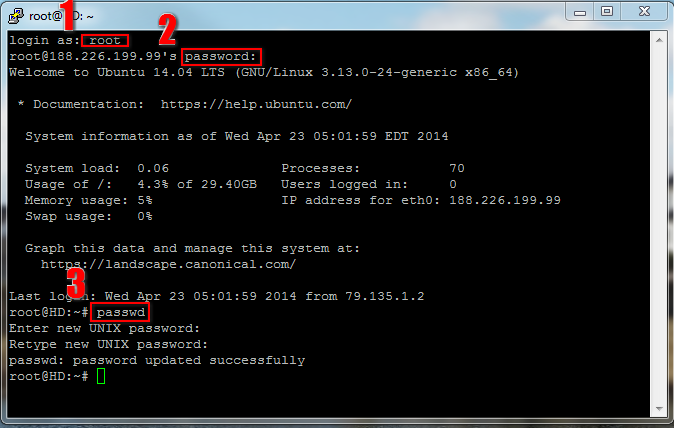 root@HD: ~
1
2
login as: root
root@188.226.199.99's password:
Welcome to Ubuntu 14.04 LTS (GNU/Linux 3.13.0-24-generic x86_64)
* Documentation:  https://help.ubuntu.com/
System information as of Wed Apr 23 05:01:59 EDT 2014
System load:  0.06              Processes:           70
Usage of /:   4.3% of 29.40GB   Users logged in:     0
Memory usage: 5%                IP address for eth0: 188.226.199.99
Swap usage:   0%
Graph this data and manage this system at:
https://landscape.canonical.com/
3
Last login: Wed Apr 23 05:01:59 2014 from 79.135.1.2
root@HD:~# passwd
Enter new UNIX password:
Retype new UNIX password:
passwd: password updated successfully
root@HD:~#